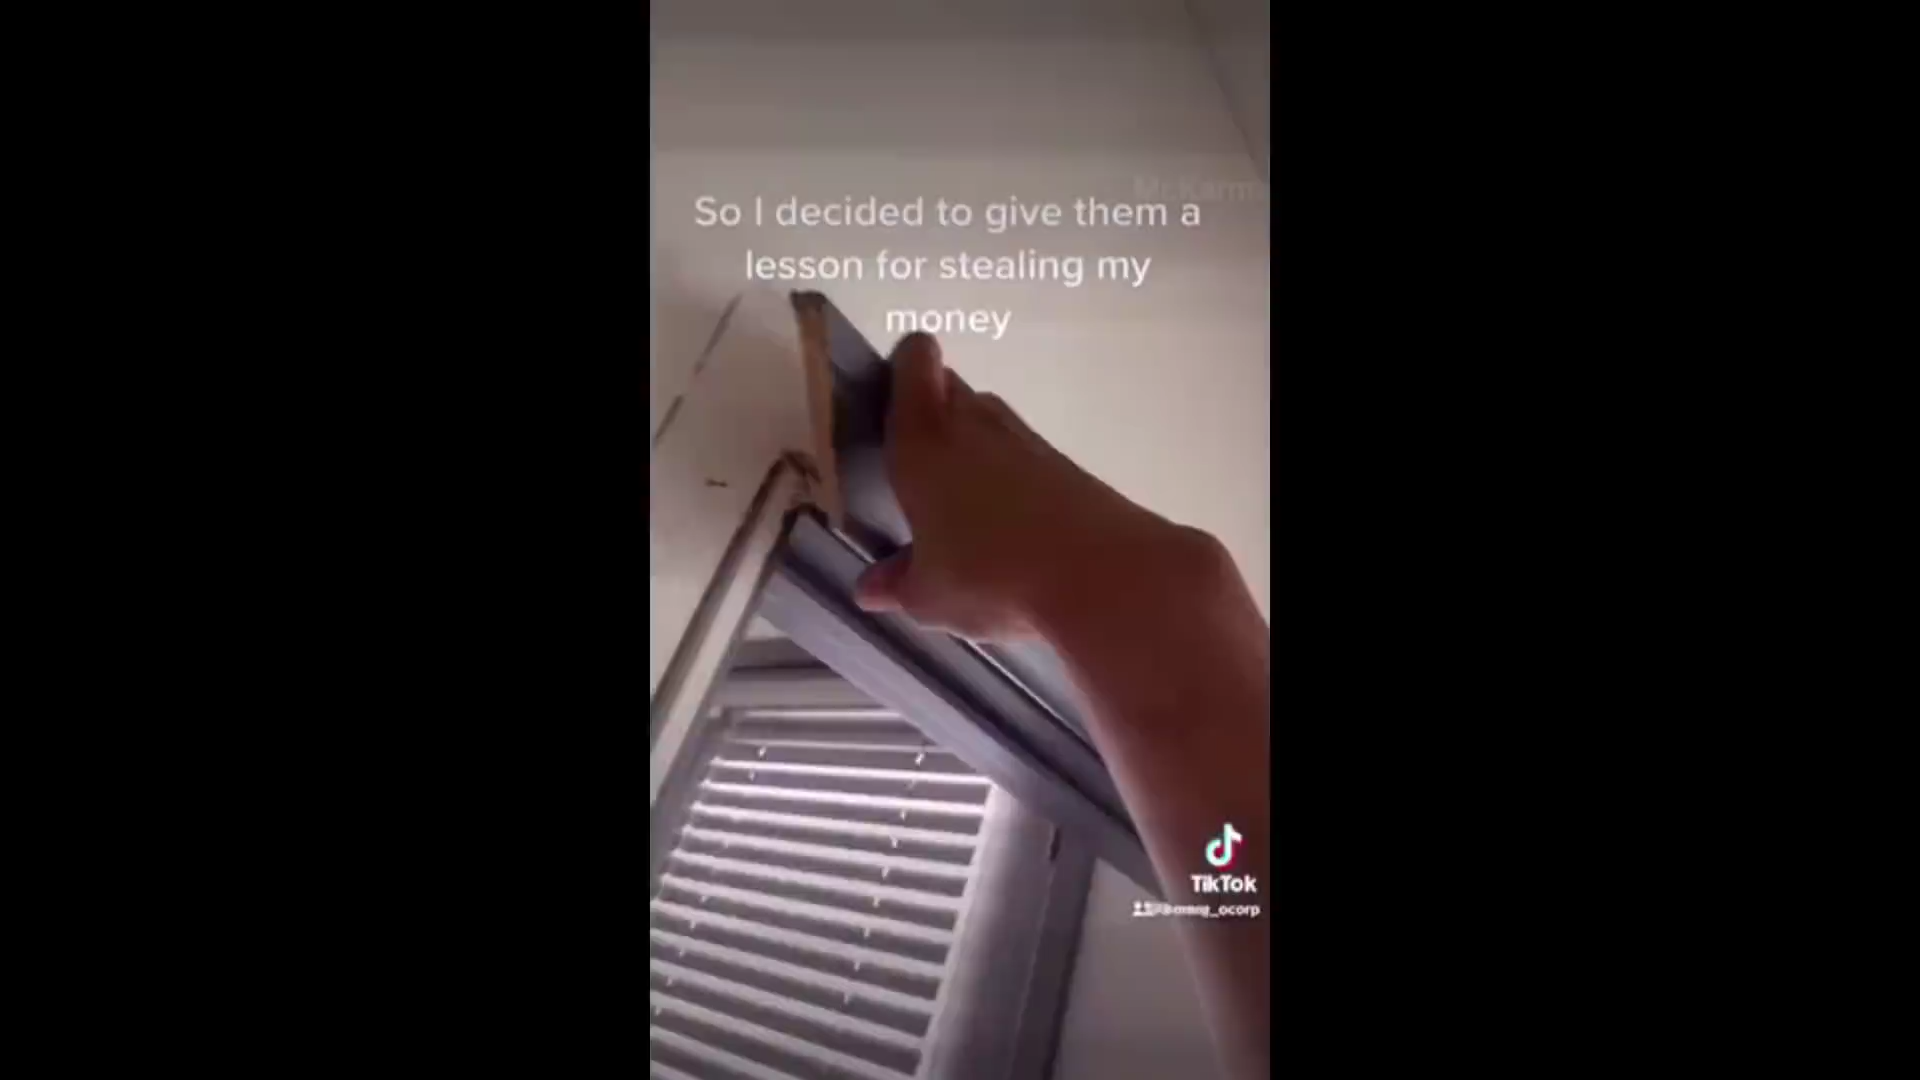 So I decided to give them a
lesson for stealing my
money
TikTok